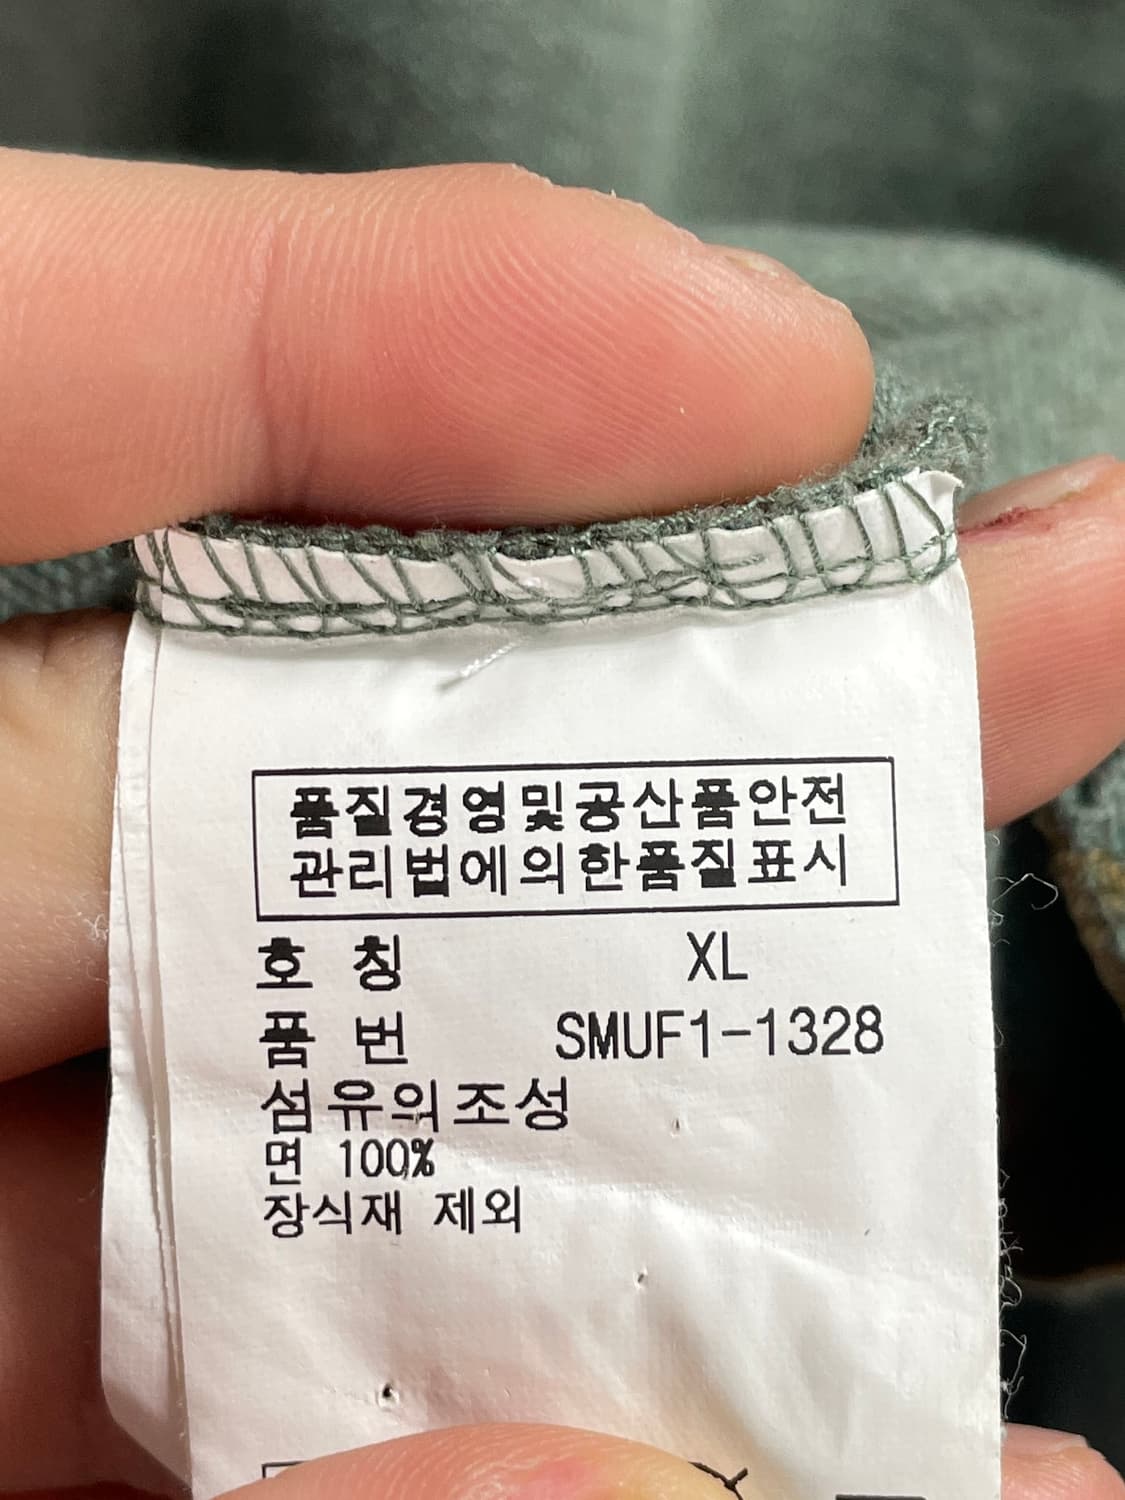 품질경영및공산품안전
관리법에의한품질표시
호 칭 XL
품 번 SMUF1-1328
섬유의조성
면 100%
장식재 제외